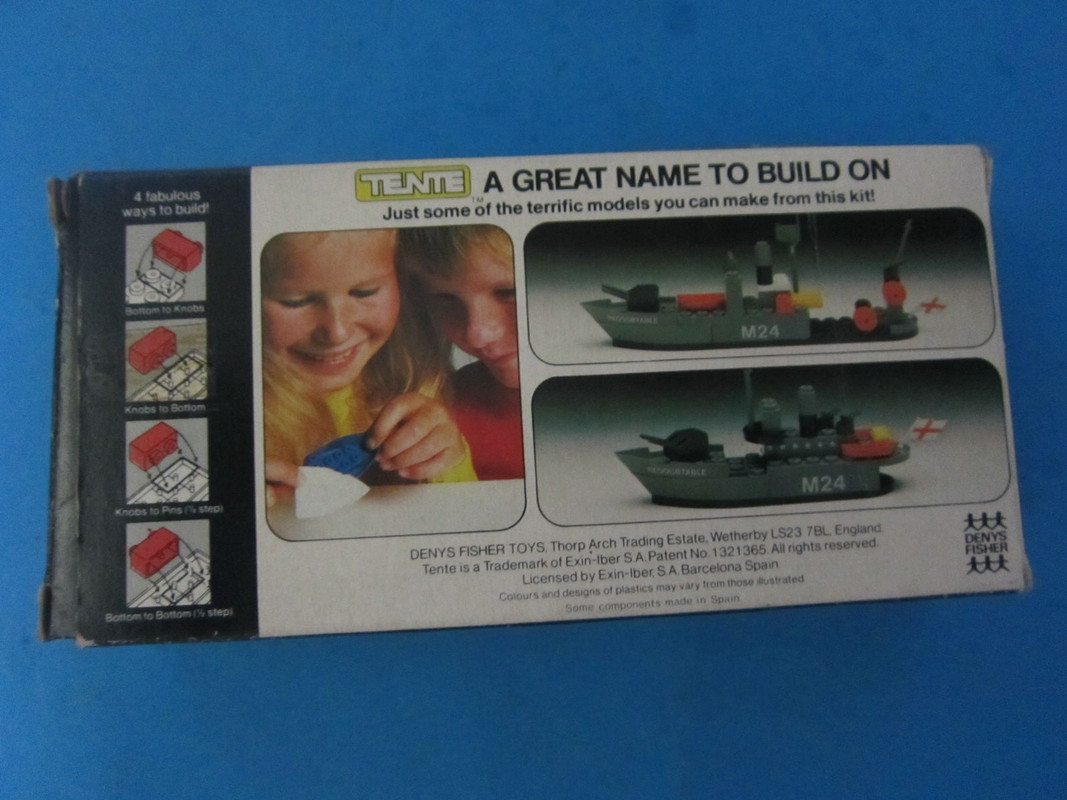 4 fabulous
ways to build!
Bottom to Knobs
Knobs to Bottom
Knobs to Pins (½ step)
Bottom to Bottom (½ step)
TENTE™ A GREAT NAME TO BUILD ON
Just some of the terrific models you can make from this kit!
M24
M24
DENYS FISHER TOYS, Thorp Arch Trading Estate, Wetherby LS23 7BL, England.
Tente is a Trademark of Exin-Iber S.A. Patent No. 1321365. All rights reserved.
Licensed by Exin-Iber, S.A. Barcelona Spain.
Colours and designs of plastics may vary from those illustrated
Some components made in Spain.
DENYS
FISHER